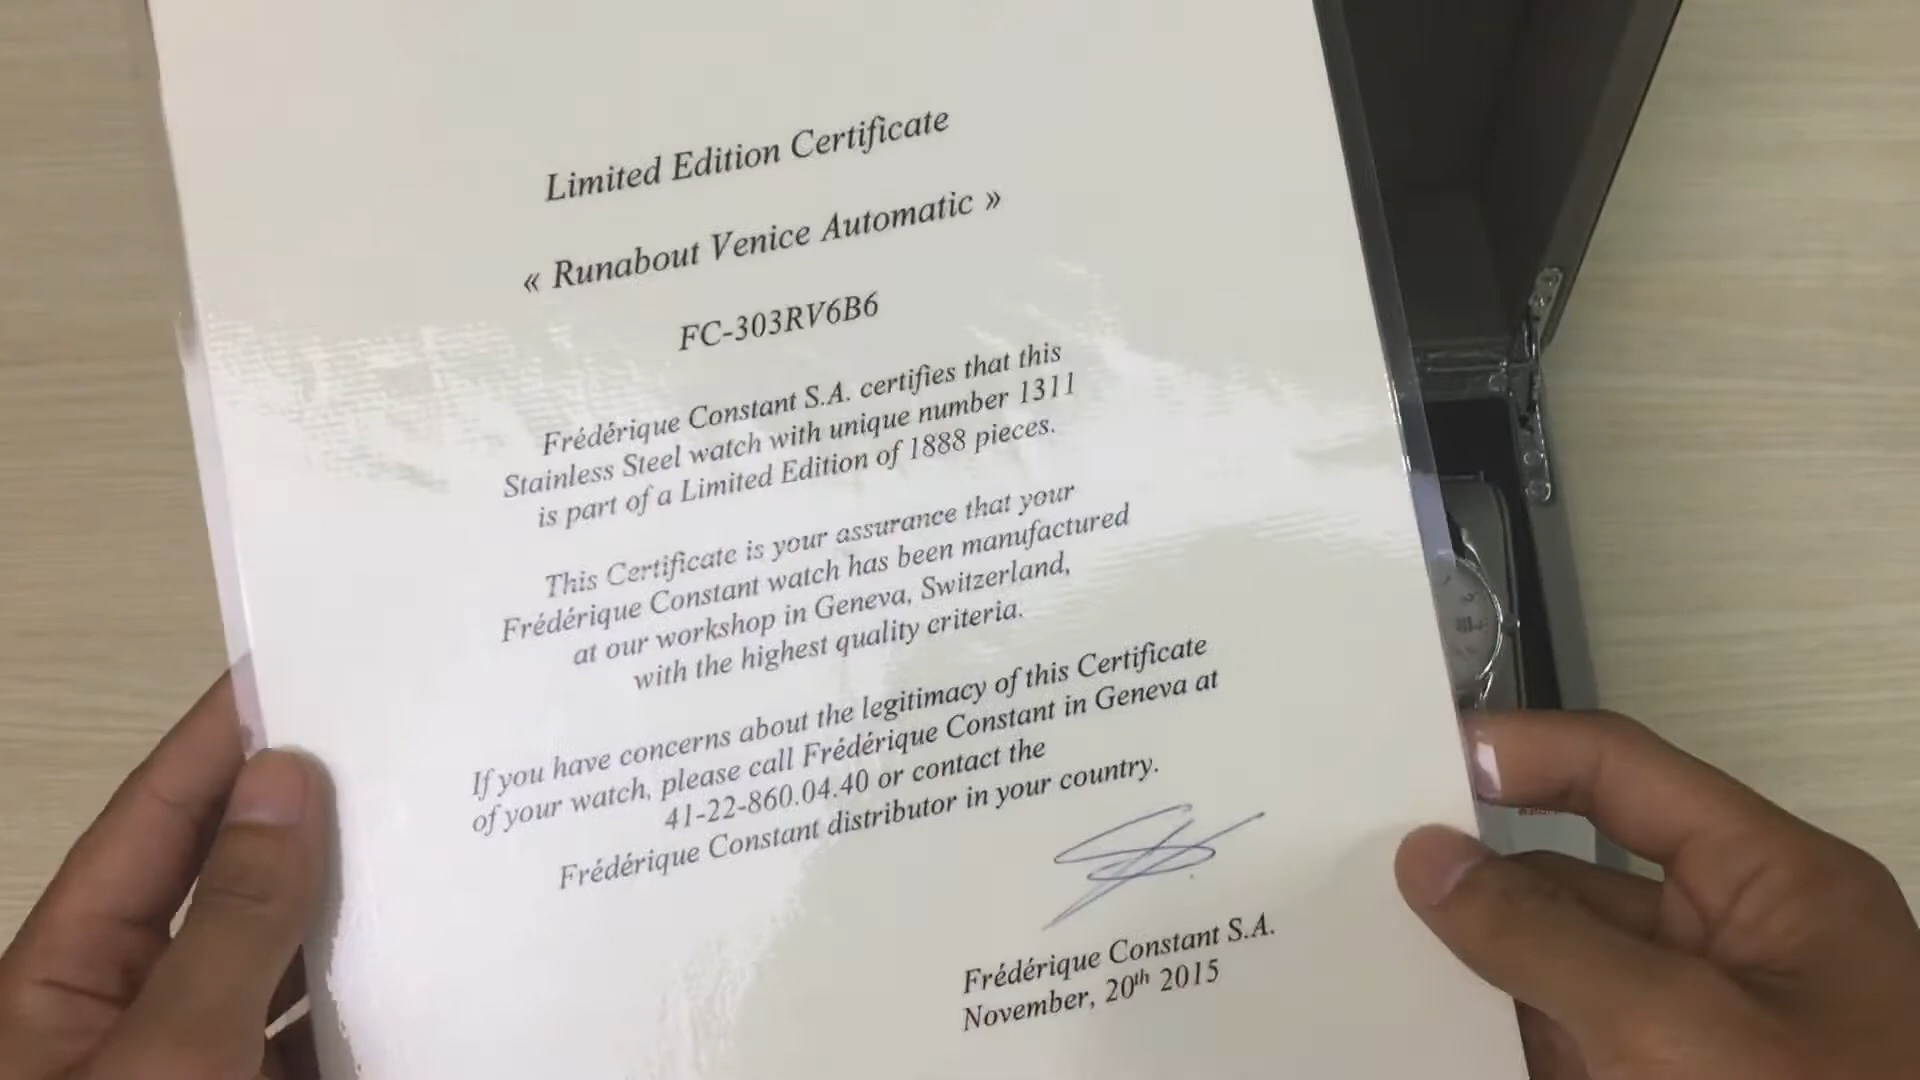 Limited Edition Certificate
« Runabout Venice Automatic »
FC-303RV6B6
Frédérique Constant S.A. certifies that this
Stainless Steel watch with unique number 1311
is part of a Limited Edition of 1888 pieces.
This Certificate is your assurance that your
Frédérique Constant watch has been manufactured
at our workshop in Geneva, Switzerland,
with the highest quality criteria.
If you have concerns about the legitimacy of this Certificate
of your watch, please call Frédérique Constant in Geneva at
41-22-860.04.40 or contact the
Frédérique Constant distributor in your country.
Frédérique Constant S.A.
November, 20th 2015